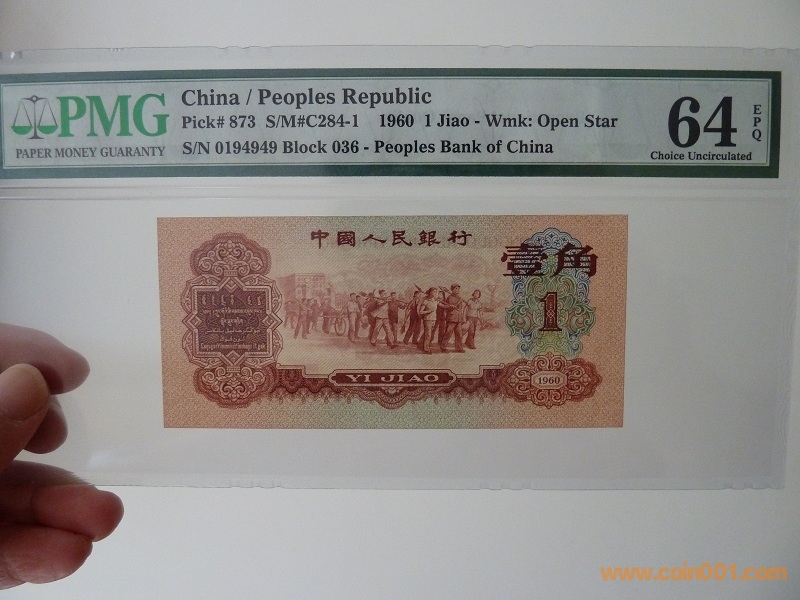 PMG
PAPER MONEY GUARANTY
China / Peoples Republic
Pick# 873 S/M#C284-1 1960 1 Jiao - Wmk: Open Star
S/N 0194949 Block 036 - Peoples Bank of China
64
EPQ
Choice Uncirculated
中國人民銀行
壹角
1
YI JIAO
1960
www.coin001.com